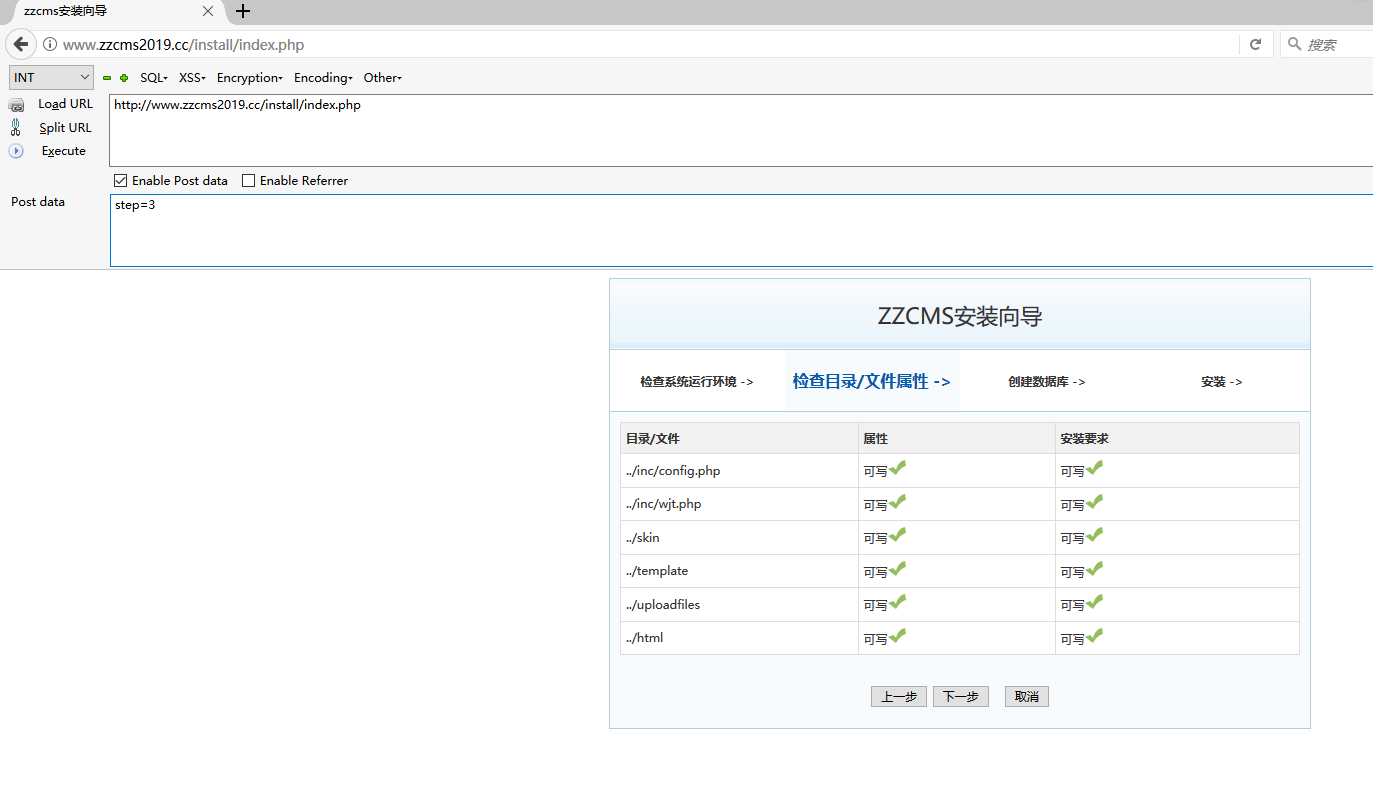 zzcms安装向导
www.zzcms2019.cc/install/index.php
搜索
INT SQL XSS Encryption Encoding Other
Load URL
http://www.zzcms2019.cc/install/index.php
Split URL
Execute
Enable Post data Enable Referrer
Post data
step=3
ZZCMS安装向导
检查系统运行环境 -> 检查目录/文件属性 -> 创建数据库 -> 安装 ->
目录/文件 属性 安装要求
../inc/config.php 可写 可写
../inc/wjt.php 可写 可写
../skin 可写 可写
../template 可写 可写
../uploadfiles 可写 可写
../html 可写 可写
上一步 下一步 取消